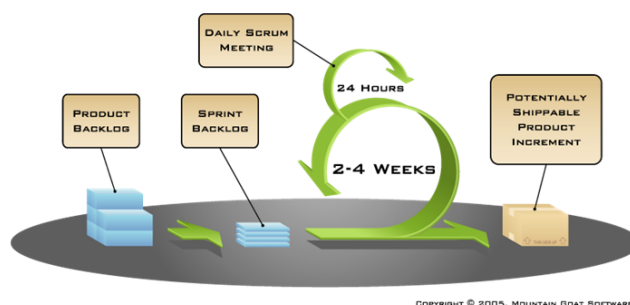 DAILY SCRUM
MEETING
24 HOURS
PRODUCT
BACKLOG
SPRINT
BACKLOG
POTENTIALLY
SHIPPABLE
PRODUCT
INCREMENT
2-4 WEEKS
COPYRIGHT © 2005, MOUNTAIN GOAT SOFTWARE